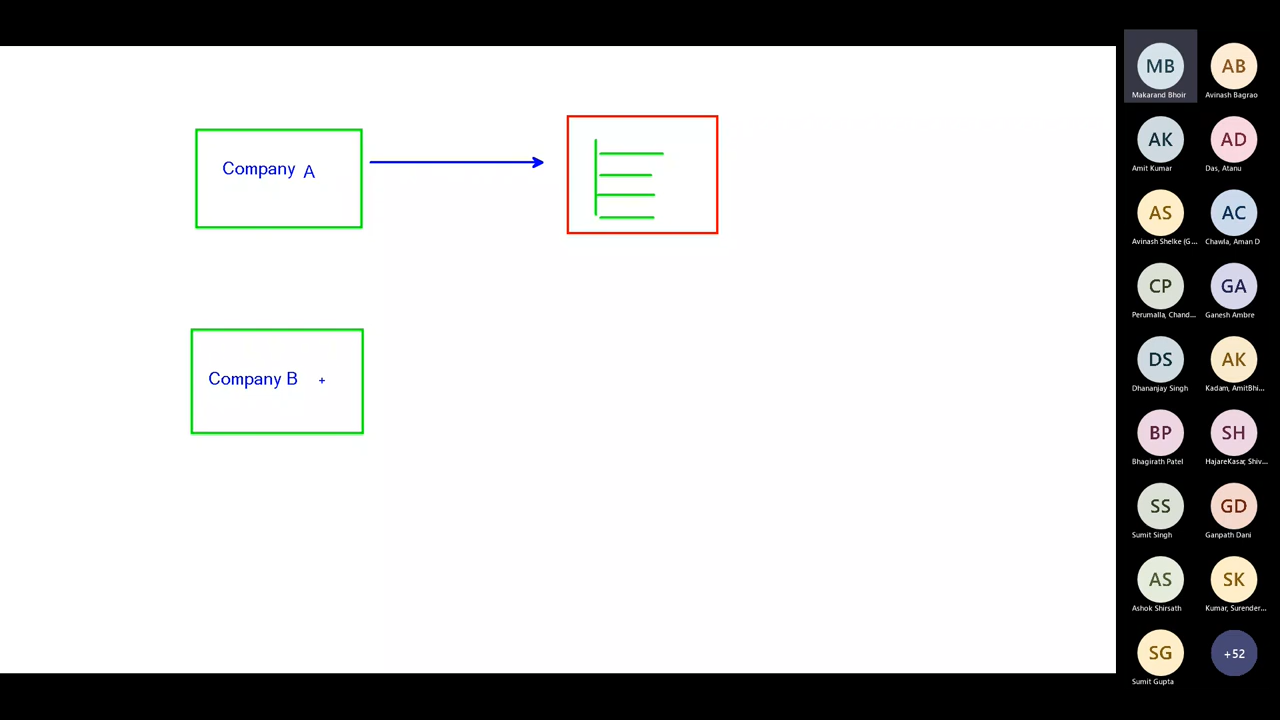 Company A
Company B +
MB
Makarand Bhoir
AB
Avinash Bagrao
AK
Amit Kumar
AD
Das, Atanu
AS
Avinash Shelke (G...
AC
Chawla, Aman D
CP
Perumalla, Chand...
GA
Ganesh Ambre
DS
Dhananjay Singh
AK
Kadam, AmitBhi...
BP
Bhagirath Patel
SH
HajareKasar, Shiv...
SS
Sumit Singh
GD
Ganpath Dani
AS
Ashok Shirsath
SK
Kumar, Surender...
SG
Sumit Gupta
+52